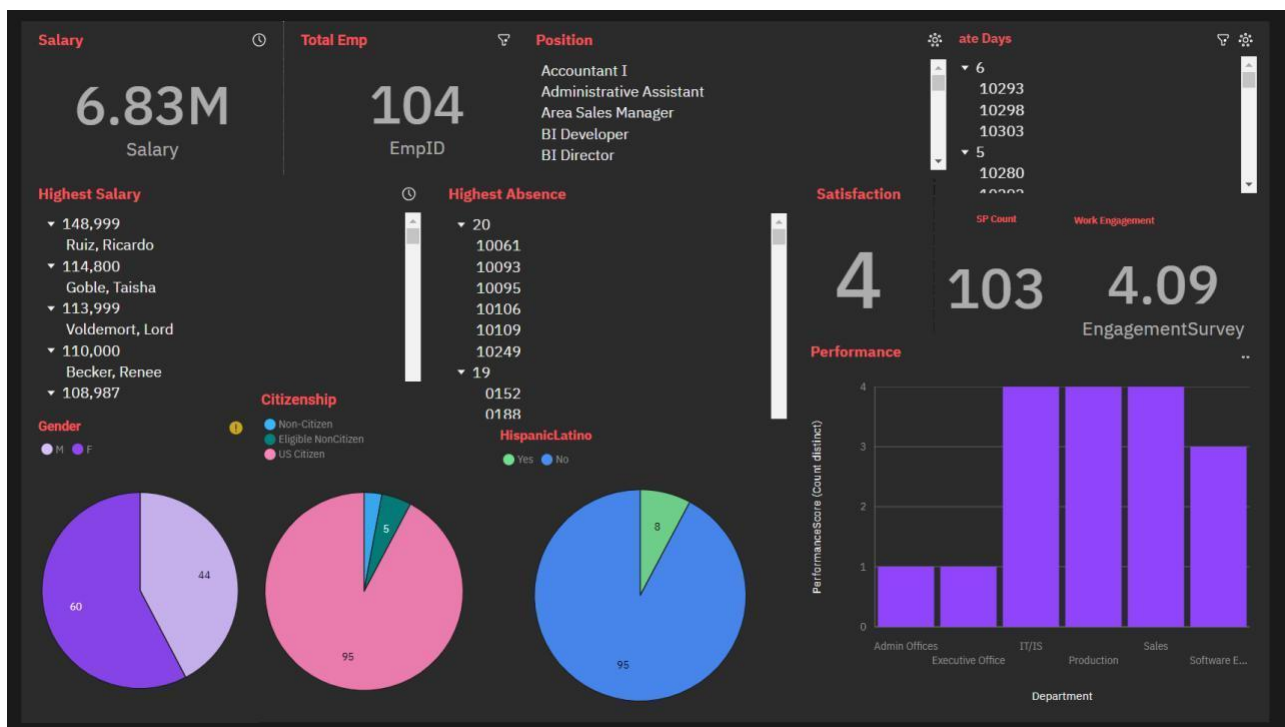 Salary
6.83M
Salary
Total Emp
104
EmpID
Position
Accountant I
Administrative Assistant
Area Sales Manager
BI Developer
BI Director
ate Days
6
10293
10298
10303
5
10280
Highest Salary
148,999
Ruiz, Ricardo
114,800
Goble, Taisha
113,999
Voldemort, Lord
110,000
Becker, Renee
108,987
Highest Absence
20
10061
10093
10095
10106
10109
10249
19
0152
0188
Satisfaction
4
SP Count
103
Work Engagement
4.09
EngagementSurvey
Gender
M F
44
60
Citizenship
Non-Citizen
Eligible NonCitizen
US Citizen
5
95
HispanicLatino
Yes No
8
95
Performance
PerformanceScore (Count distinct)
4
3
2
1
0
Admin Offices
Executive Office
IT/IS
Production
Sales
Software E...
Department